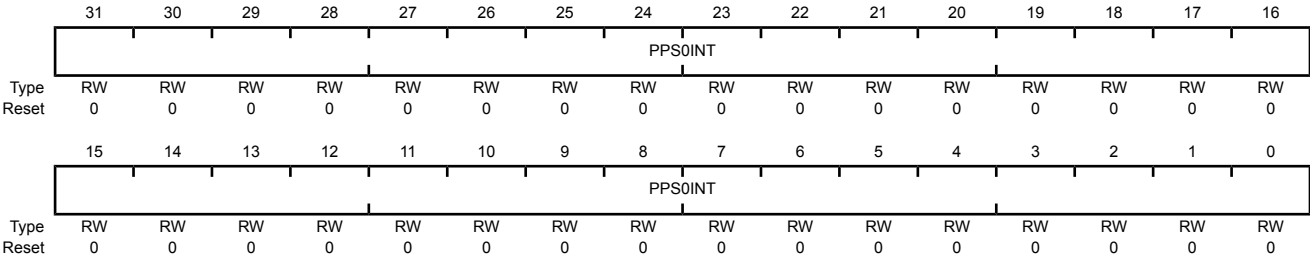 31 30 29 28 27 26 25 24 23 22 21 20 19 18 17 16
PPS0INT
Type RW RW RW RW RW RW RW RW RW RW RW RW RW RW RW RW
Reset 0 0 0 0 0 0 0 0 0 0 0 0 0 0 0 0
15 14 13 12 11 10 9 8 7 6 5 4 3 2 1 0
PPS0INT
Type RW RW RW RW RW RW RW RW RW RW RW RW RW RW RW RW
Reset 0 0 0 0 0 0 0 0 0 0 0 0 0 0 0 0